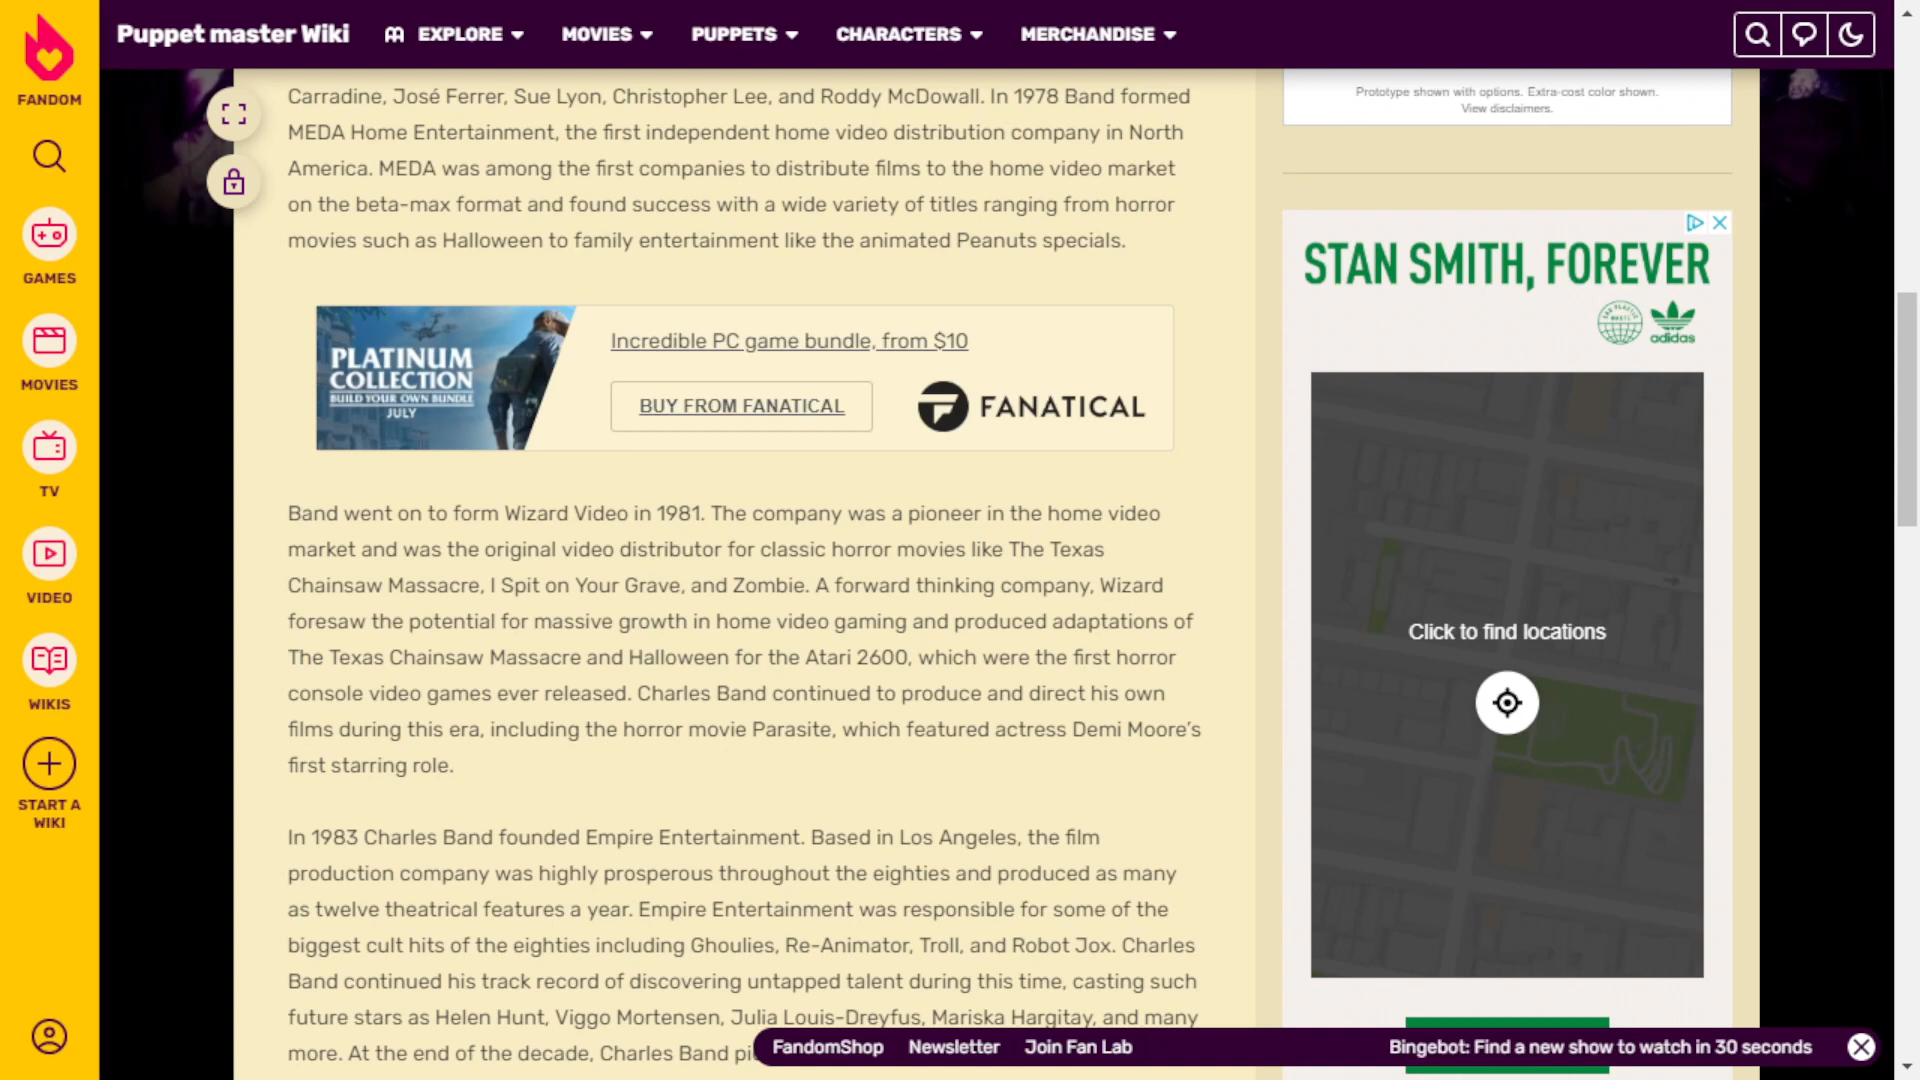 Puppet master Wiki
EXPLORE
MOVIES
PUPPETS
CHARACTERS
MERCHANDISE
FANDOM
GAMES
MOVIES
TV
VIDEO
WIKIS
START A
WIKI
Carradine, José Ferrer, Sue Lyon, Christopher Lee, and Roddy McDowall. In 1978 Band formed
MEDA Home Entertainment, the first independent home video distribution company in North
America. MEDA was among the first companies to distribute films to the home video market
on the beta-max format and found success with a wide variety of titles ranging from horror
movies such as Halloween to family entertainment like the animated Peanuts specials.
PLATINUM
COLLECTION
BUILD YOUR OWN BUNDLE
JULY
Incredible PC game bundle, from $10
BUY FROM FANATICAL
FANATICAL
Band went on to form Wizard Video in 1981. The company was a pioneer in the home video
market and was the original video distributor for classic horror movies like The Texas
Chainsaw Massacre, I Spit on Your Grave, and Zombie. A forward thinking company, Wizard
foresaw the potential for massive growth in home video gaming and produced adaptations of
The Texas Chainsaw Massacre and Halloween for the Atari 2600, which were the first horror
console video games ever released. Charles Band continued to produce and direct his own
films during this era, including the horror movie Parasite, which featured actress Demi Moore’s
first starring role.
In 1983 Charles Band founded Empire Entertainment. Based in Los Angeles, the film
production company was highly prosperous throughout the eighties and produced as many
as twelve theatrical features a year. Empire Entertainment was responsible for some of the
biggest cult hits of the eighties including Ghoulies, Re-Animator, Troll, and Robot Jox. Charles
Band continued his track record of discovering untapped talent during this time, casting such
future stars as Helen Hunt, Viggo Mortensen, Julia Louis-Dreyfus, Mariska Hargitay, and many
more. At the end of the decade, Charles Band pi
Prototype shown with options. Extra-cost color shown.
View disclaimers.
STAN SMITH, FOREVER
adidas
Click to find locations
FandomShop
Newsletter
Join Fan Lab
Bingebot: Find a new show to watch in 30 seconds